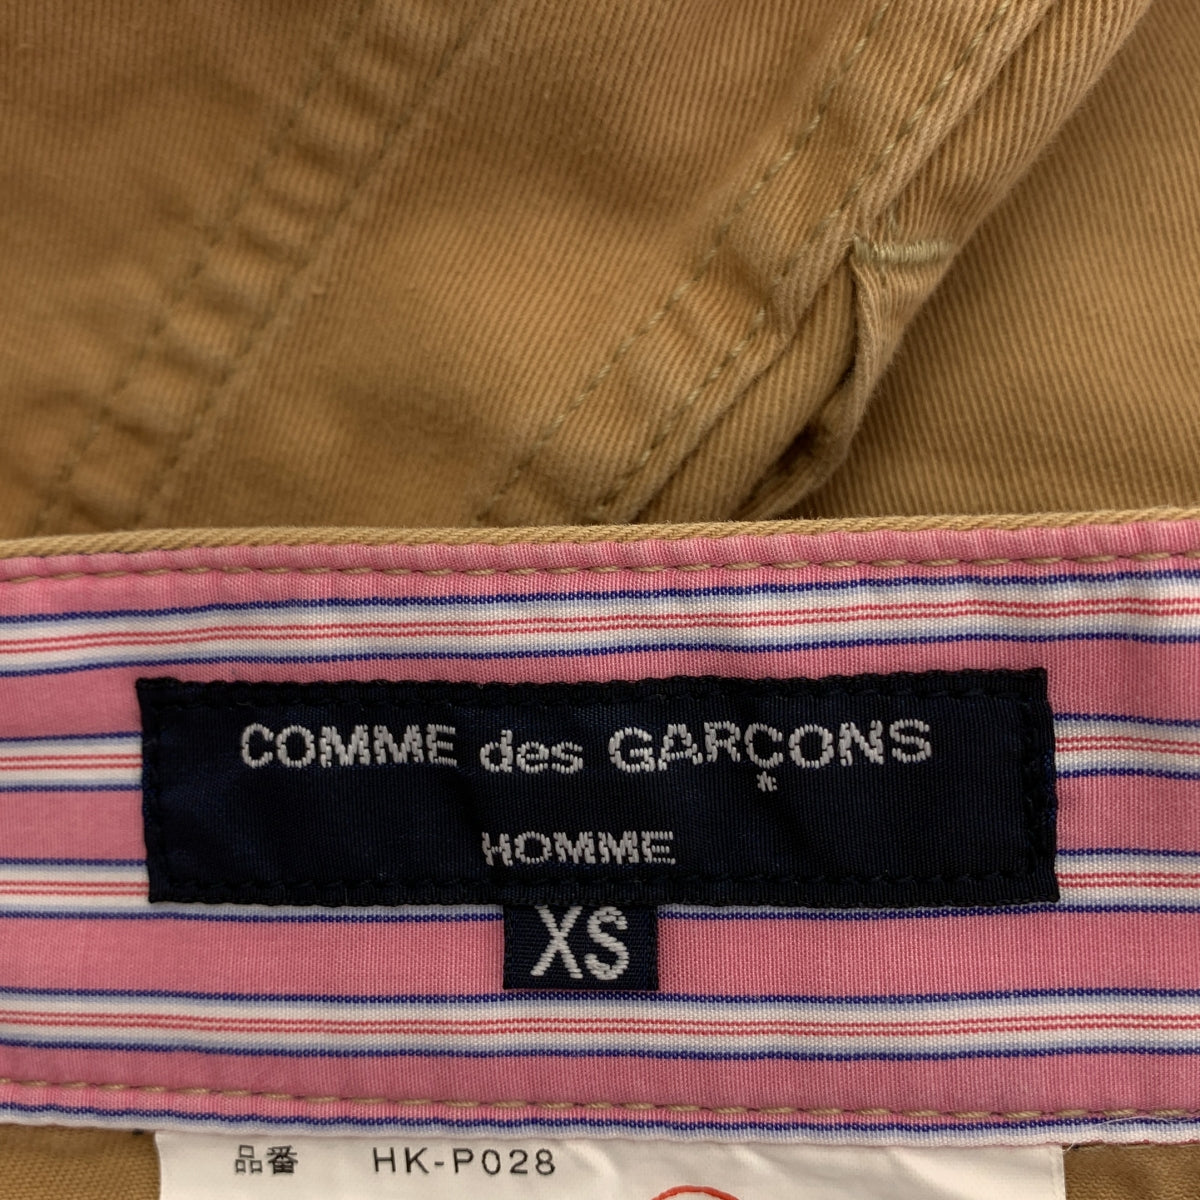 COMME des GARÇONS
HOMME
XS
品番 HK-P028